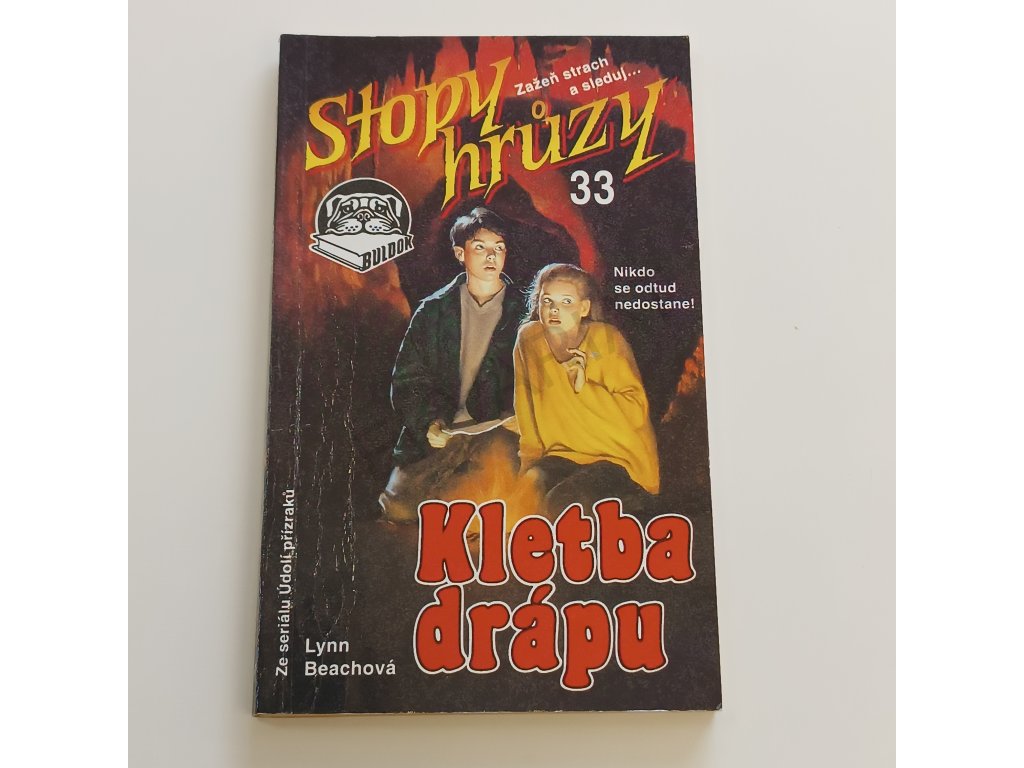 Zažeň strach
a sleduj...
Stopy
hrůzy
33
BULDOK
Nikdo
se odtud
nedostane!
Kletba
drápu
Ze seriálu Údolí přízraků
Lynn
Beachová